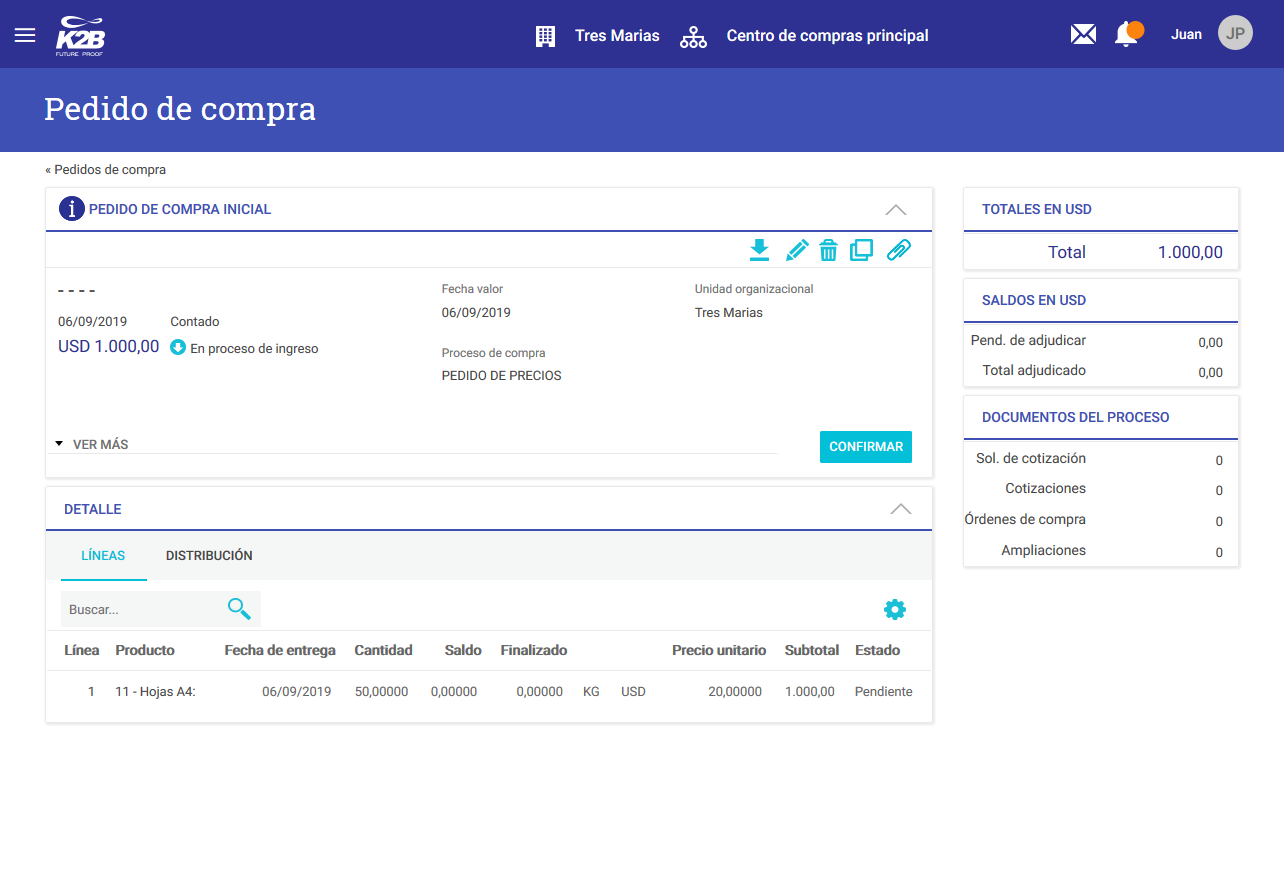 K2B
FUTURE PROOF
Tres Marias
Centro de compras principal
Juan
JP
Pedido de compra
« Pedidos de compra
i
PEDIDO DE COMPRA INICIAL
- - - -
06/09/2019 Contado
USD 1.000,00 En proceso de ingreso
Fecha valor
06/09/2019
Proceso de compra
PEDIDO DE PRECIOS
Unidad organizacional
Tres Marias
VER MÁS
CONFIRMAR
DETALLE
LÍNEAS DISTRIBUCIÓN
Buscar...
Línea Producto Fecha de entrega Cantidad Saldo Finalizado Precio unitario Subtotal Estado
1 11 - Hojas A4: 06/09/2019 50,00000 0,00000 0,00000 KG USD 20,00000 1.000,00 Pendiente
TOTALES EN USD
Total 1.000,00
SALDOS EN USD
Pend. de adjudicar 0,00
Total adjudicado 0,00
DOCUMENTOS DEL PROCESO
Sol. de cotización 0
Cotizaciones 0
Órdenes de compra 0
Ampliaciones 0